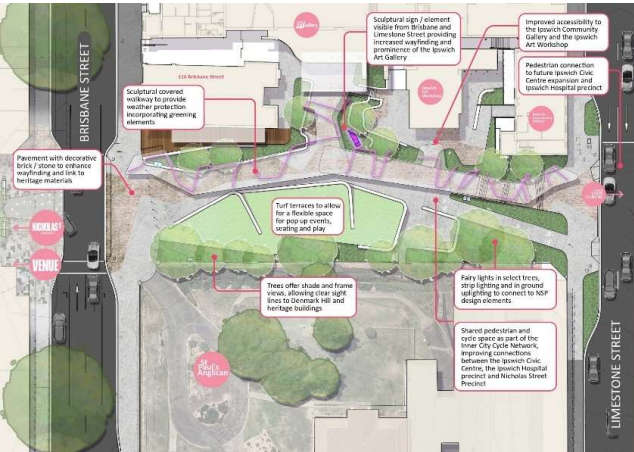 Sculptural sign / element
visible from Brisbane and
Limestone Street providing
increased wayfinding and
prominence of the Ipswich
Art Gallery
Improved accessibility to
the Ipswich Community
Gallery and the Ipswich
Art Workshop
Pedestrian connection
to future Ipswich Civic
Centre expansion and
Ipswich Hospital precinct
BRISBANE STREET
116 Brisbane Street
Sculptural covered
walkway to provide
weather protection
incorporating greening
elements
Pavement with decorative
brick / stone to enhance
wayfinding and link to
heritage materials
NICHOLAS
VENUE
Turf terraces to allow
for a flexible space
for pop up events,
seating and play
Trees offer shade and frame
views, allowing clear sight
lines to Denmark Hill and
heritage buildings
Fairy lights in select trees,
strip lighting and in ground
uplighting to connect to NSP
design elements
Shared pedestrian and
cycle space as part of the
Inner City Cycle Network,
improving connections
between the Ipswich Civic
Centre, the Ipswich Hospital
precinct and Nicholas Street
Precinct
St
Paul's
Anglican
LIMESTONE STREET